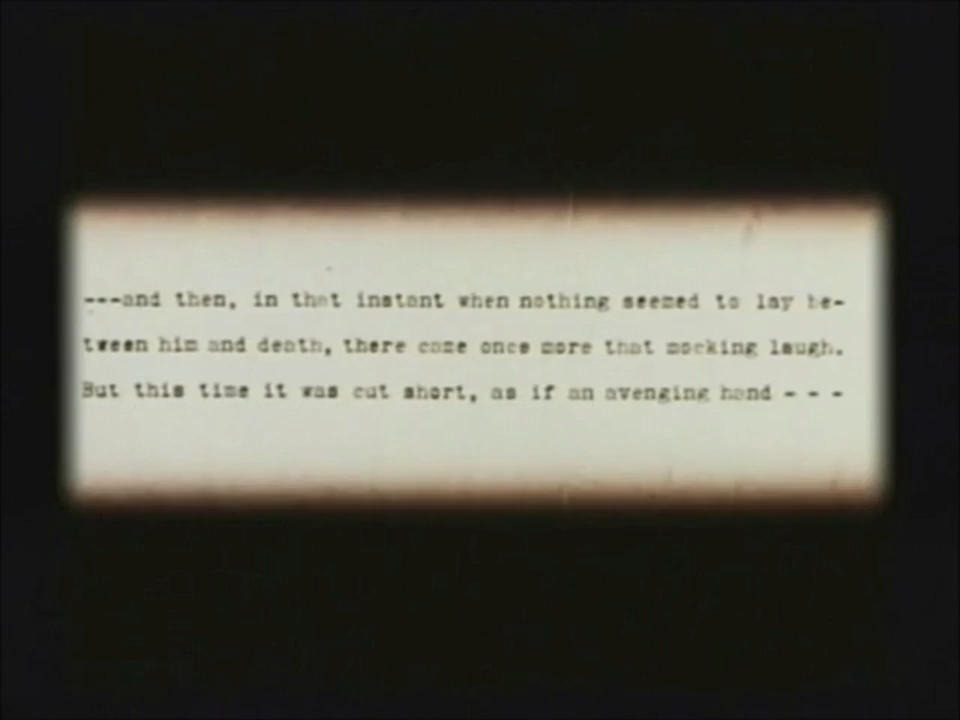 ---and then, in that instant when nothing seemed to lay be-
tween him and death, there came once more that mocking laugh.
But this time it was cut short, as if an avenging hand - - -